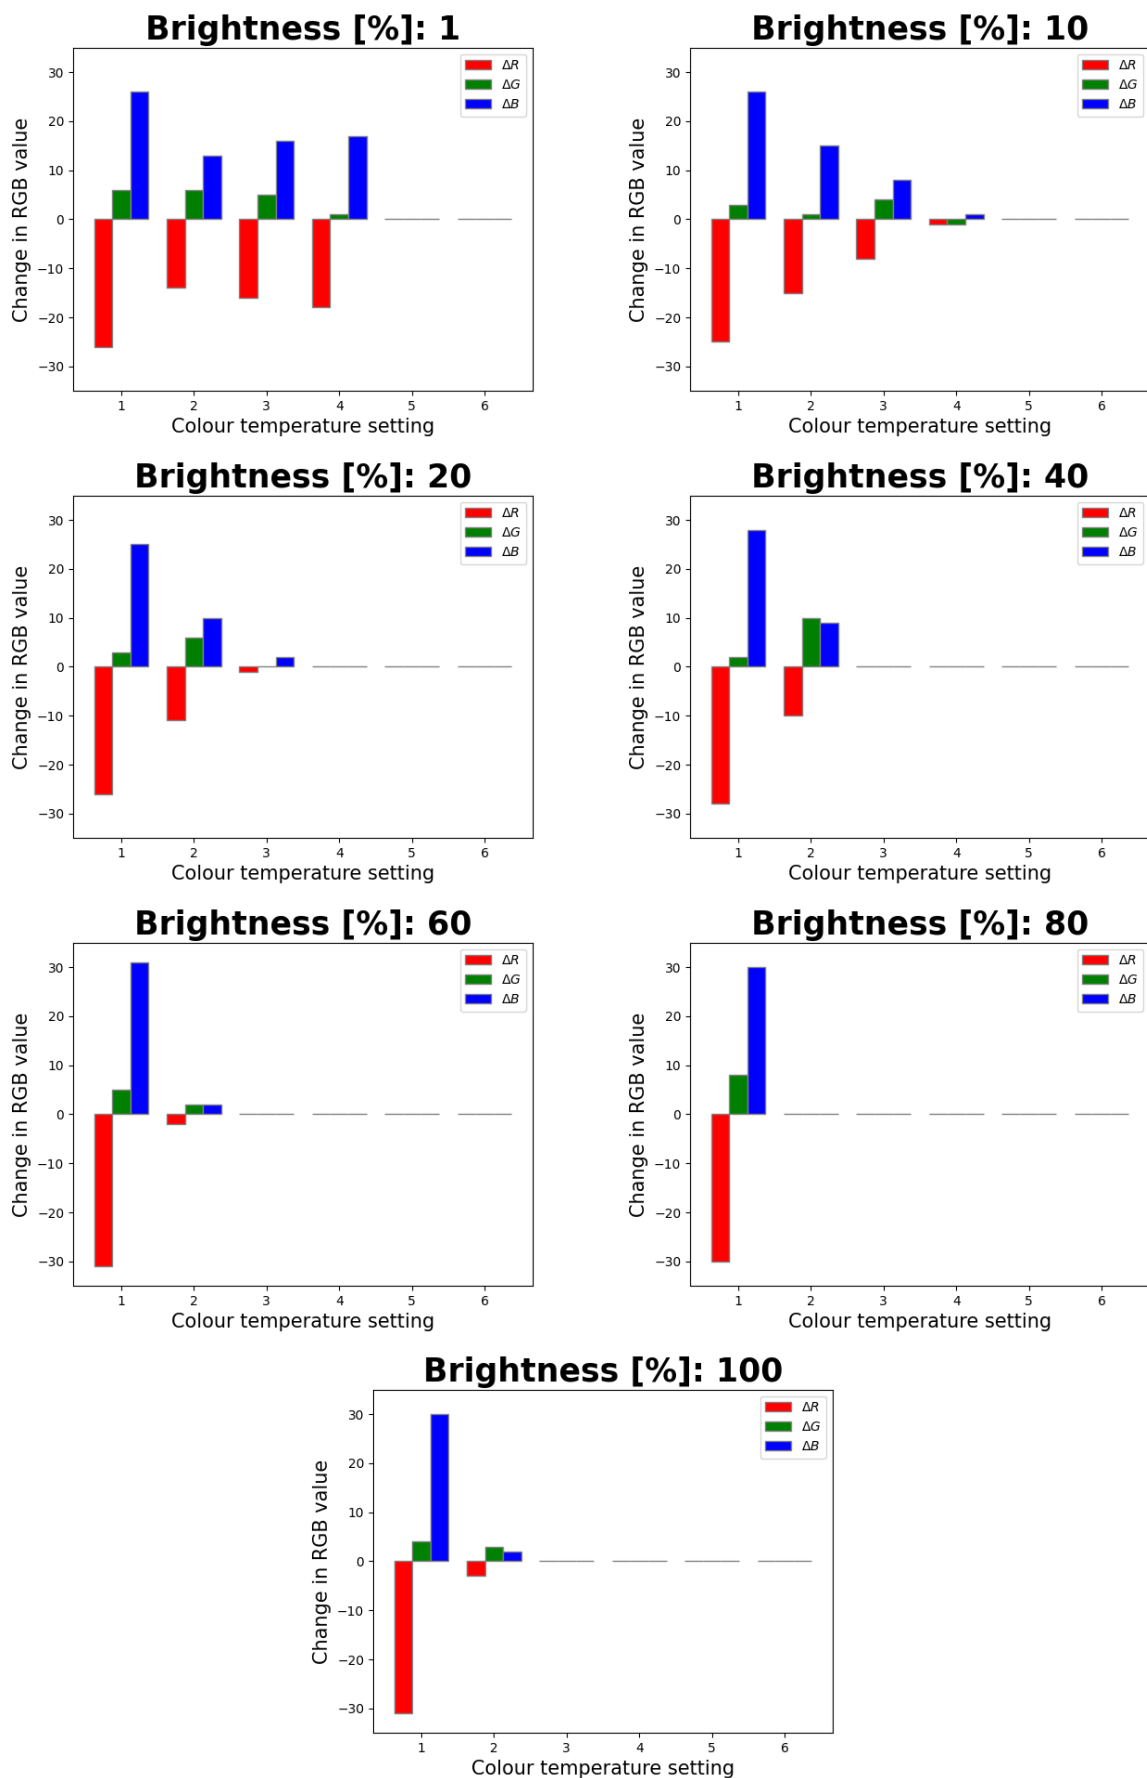 Brightness [%]: 1
30
20
10
0
−10
−20
−30
Change in RGB value
ΔR
ΔG
ΔB
1 2 3 4 5 6
Colour temperature setting
Brightness [%]: 10
30
20
10
0
−10
−20
−30
Change in RGB value
ΔR
ΔG
ΔB
1 2 3 4 5 6
Colour temperature setting
Brightness [%]: 20
30
20
10
0
−10
−20
−30
Change in RGB value
ΔR
ΔG
ΔB
1 2 3 4 5 6
Colour temperature setting
Brightness [%]: 40
30
20
10
0
−10
−20
−30
Change in RGB value
ΔR
ΔG
ΔB
1 2 3 4 5 6
Colour temperature setting
Brightness [%]: 60
30
20
10
0
−10
−20
−30
Change in RGB value
ΔR
ΔG
ΔB
1 2 3 4 5 6
Colour temperature setting
Brightness [%]: 80
30
20
10
0
−10
−20
−30
Change in RGB value
ΔR
ΔG
ΔB
1 2 3 4 5 6
Colour temperature setting
Brightness [%]: 100
30
20
10
0
−10
−20
−30
Change in RGB value
ΔR
ΔG
ΔB
1 2 3 4 5 6
Colour temperature setting